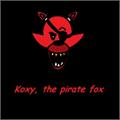 Koxy, the pirate fox